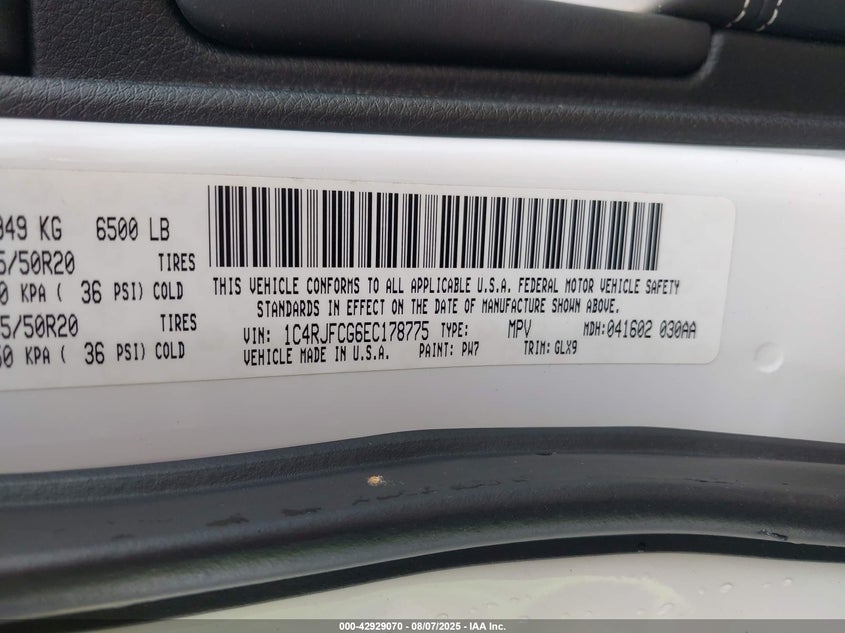 949 KG 6500 LB
5/50R20 TIRES
0 KPA ( 36 PSI) COLD
5/50R20 TIRES
50 KPA ( 36 PSI) COLD
THIS VEHICLE CONFORMS TO ALL APPLICABLE U.S.A. FEDERAL MOTOR VEHICLE SAFETY
STANDARDS IN EFFECT ON THE DATE OF MANUFACTURE SHOWN ABOVE.
VIN: 1C4RJFCG6EC178775 TYPE: MPV MDH:041602 030AA
VEHICLE MADE IN U.S.A. PAINT: PW7 TRIM:GLX9
000-42929070 - 08/07/2025 - IAA Inc.